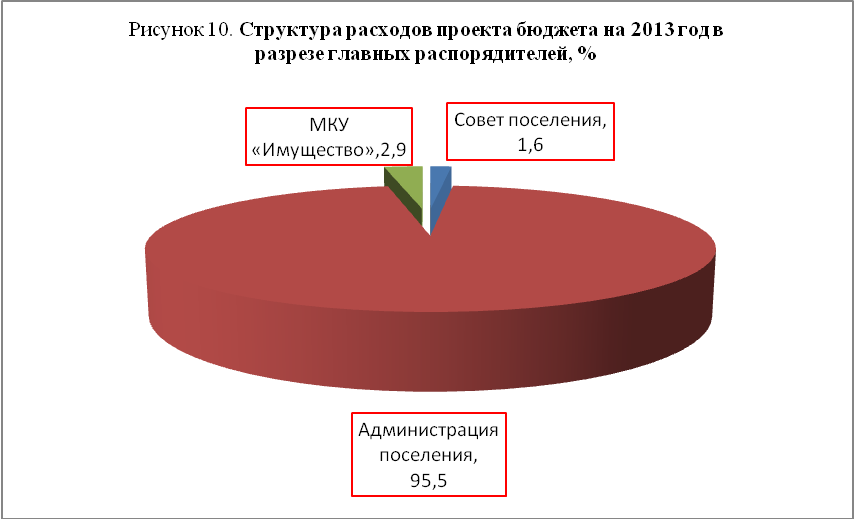 Рисунок 10. Структура расходов проекта бюджета на 2013 год в
разрезе главных распорядителей, %
МКУ
«Имущество»,2,9
Совет поселения,
1,6
Администрация
поселения,
95,5